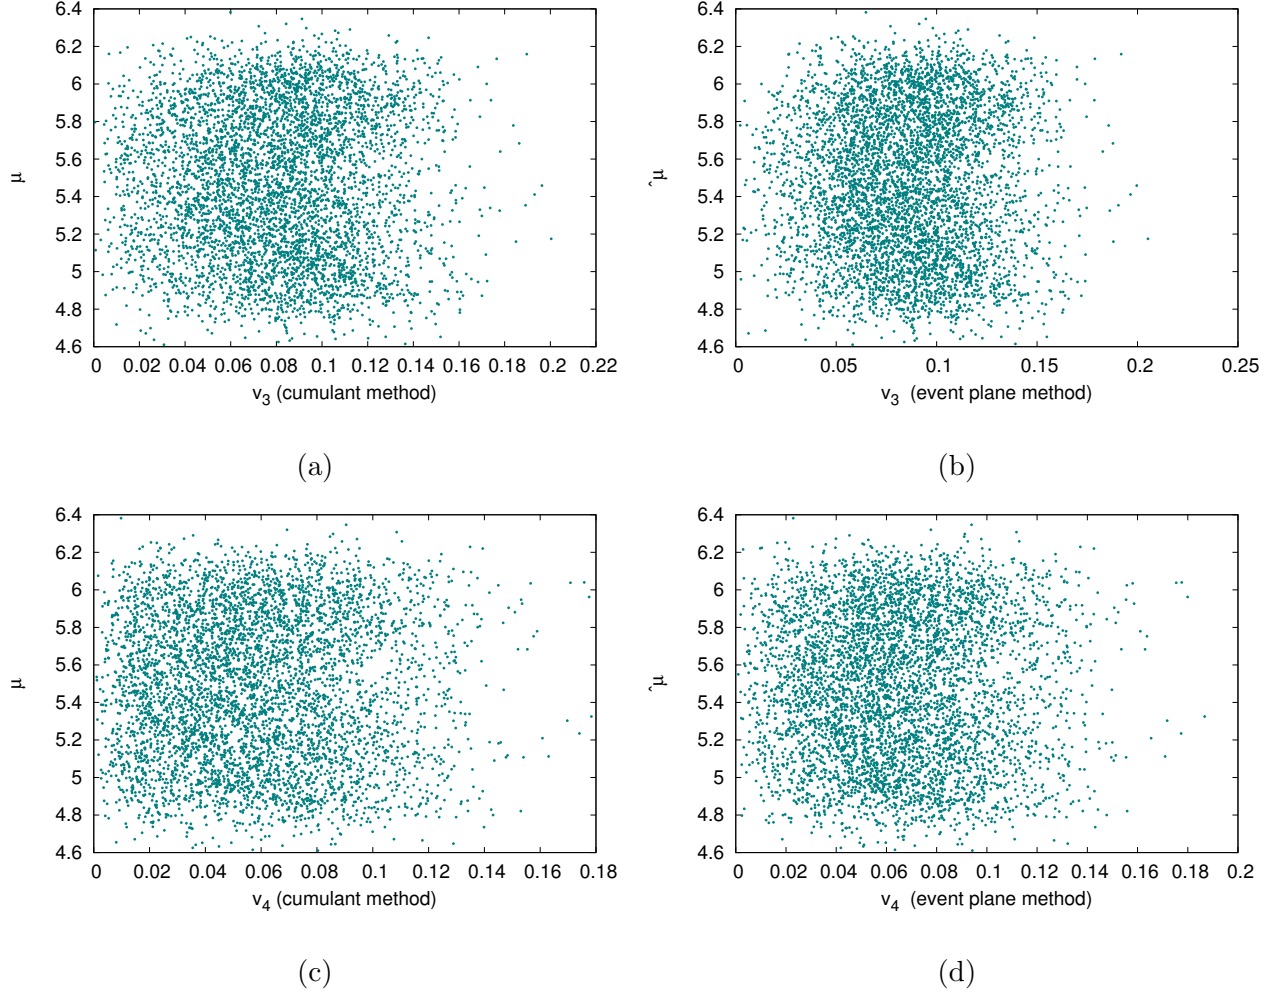 6.4
6.2
6
5.8
5.6
5.4
5.2
5
4.8
4.6
μ
0 0.02 0.04 0.06 0.08 0.1 0.12 0.14 0.16 0.18 0.2 0.22
v3 (cumulant method)
(a)
6.4
6.2
6
5.8
5.6
5.4
5.2
5
4.8
4.6
μ̂
0 0.05 0.1 0.15 0.2 0.25
v3 (event plane method)
(b)
6.4
6.2
6
5.8
5.6
5.4
5.2
5
4.8
4.6
μ
0 0.02 0.04 0.06 0.08 0.1 0.12 0.14 0.16 0.18
v4 (cumulant method)
(c)
6.4
6.2
6
5.8
5.6
5.4
5.2
5
4.8
4.6
μ̂
0 0.02 0.04 0.06 0.08 0.1 0.12 0.14 0.16 0.18 0.2
v4 (event plane method)
(d)